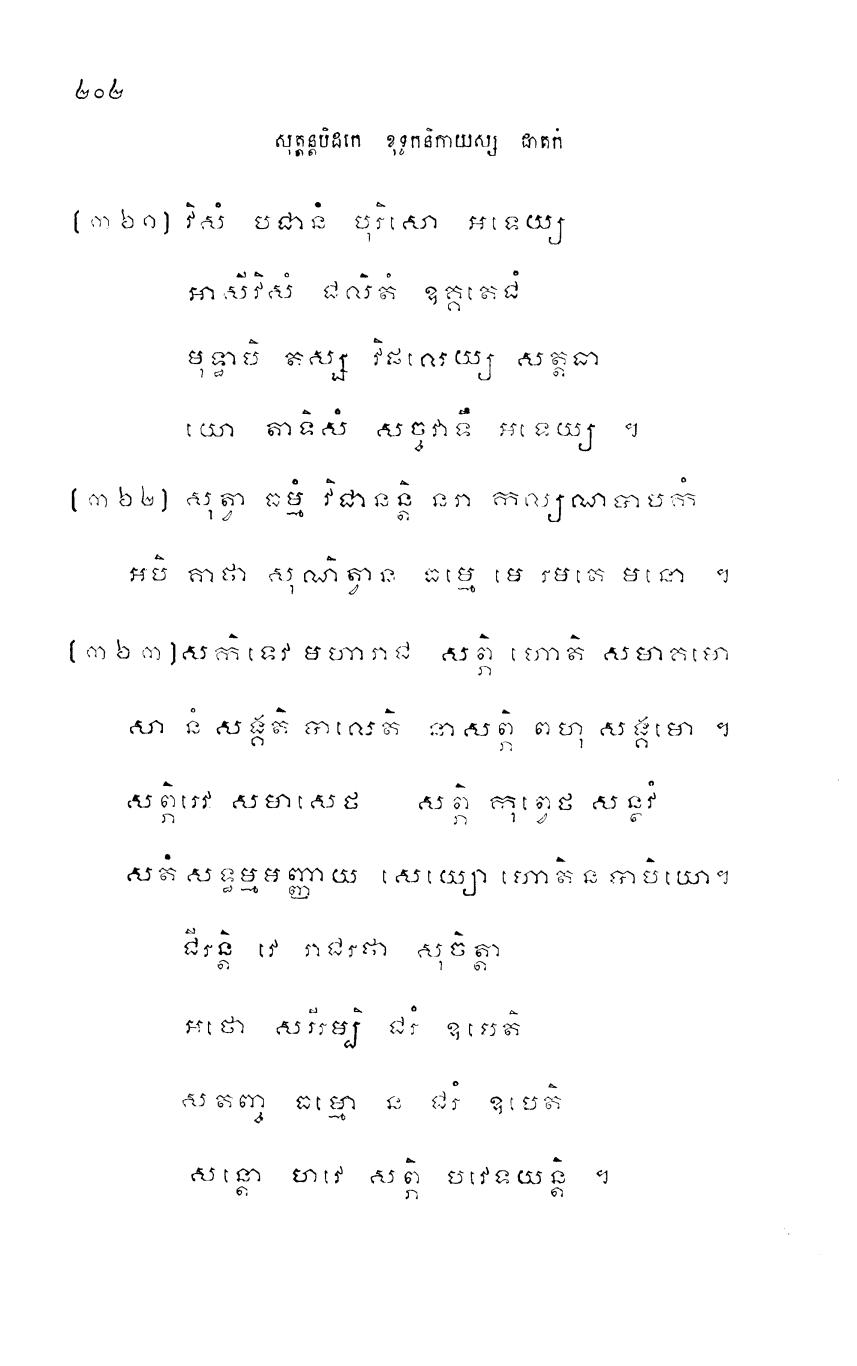 ២០២
សុត្តន្តបិដកេ ខុទ្ទកនិកាយស្ស ជាតកំ
(៣៦១) វិសំ បជានំ បុរិសោ អទេយ្យ
អាសីវិសំ ជលិតំ ឧគ្គតេជំ
មុទ្ធាបិ តស្ស វិផលេយ្យ សត្តធា
យោ តាទិសំ សច្ចវាទឹ អទេយ្យ ។
(៣៦២) សុត្វា ធម្មំ វិជានន្តិ នរា កល្យាណបាបកំ
អបិ គាថា សុណិត្វាន ធម្មេ មេ រមតេ មនោ ។
(៣៦៣) សកឹទេវ មហារាជ សព្ភិ ហោតិ សមាគមោ
សា នំ សង្គតិ បាលេតិ នាសព្ភិ ពហុ សង្គមោ ។
សព្ភិរេវ សមាសេថ សព្ភិ កុព្វេថ សន្ថវំ
សតំ សទ្ធម្មមញ្ញាយ សេយ្យោ ហោតិ ន បាបិយោ។
ជីរន្តិ វេ រាជរថា សុចិត្តា
អថោ សរីរម្បិ ជរំ ឧបេតិ
សតញ្ច ធម្មោ ន ជរំ ឧបេតិ
សន្តោ ហវេ សព្ភិ បវេទយន្តិ ។